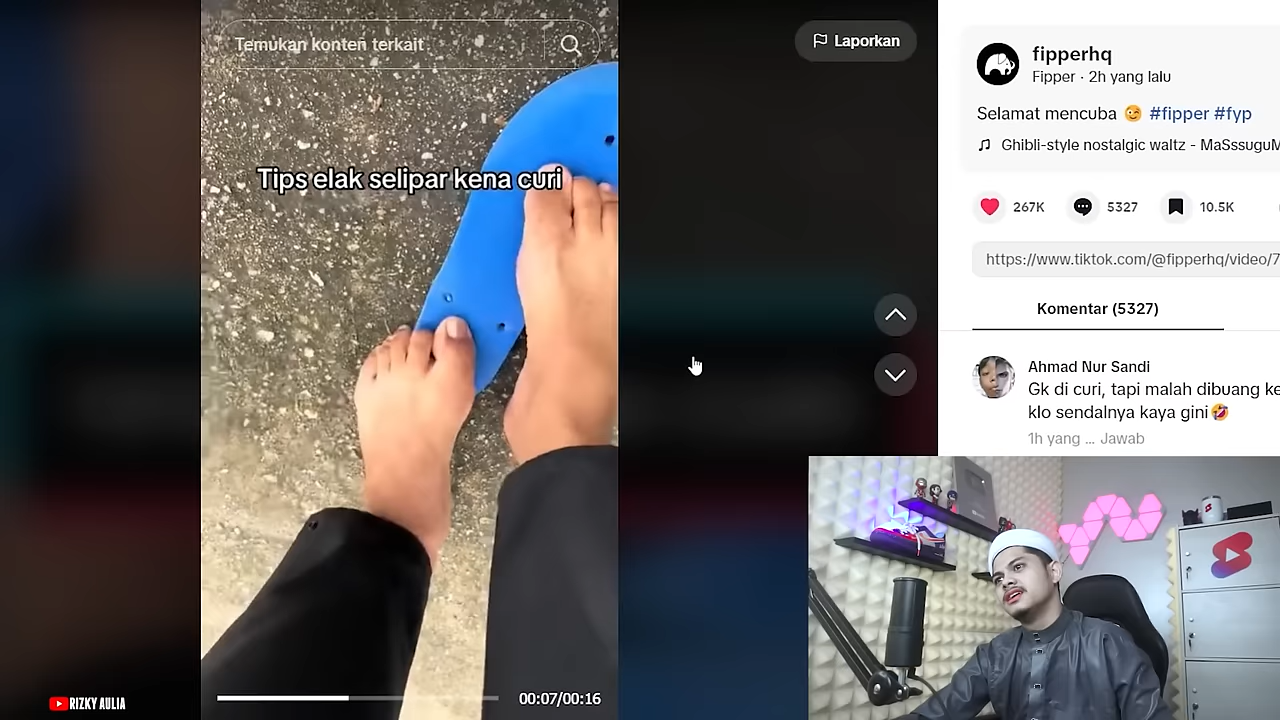 Temukan konten terkait
Laporkan
Tips elak selipar kena curi
00:07/00:16
RIZKY AULIA
fipperhq
Fipper · 2h yang lalu
Selamat mencuba 😉 #fipper #fyp
Ghibli-style nostalgic waltz - MaSssuguM
267K
5327
10.5K
https://www.tiktok.com/@fipperhq/video/7
Komentar (5327)
Ahmad Nur Sandi
Gk di curi, tapi malah dibuang ke
klo sendalnya kaya gini🤣
1h yang ... Jawab